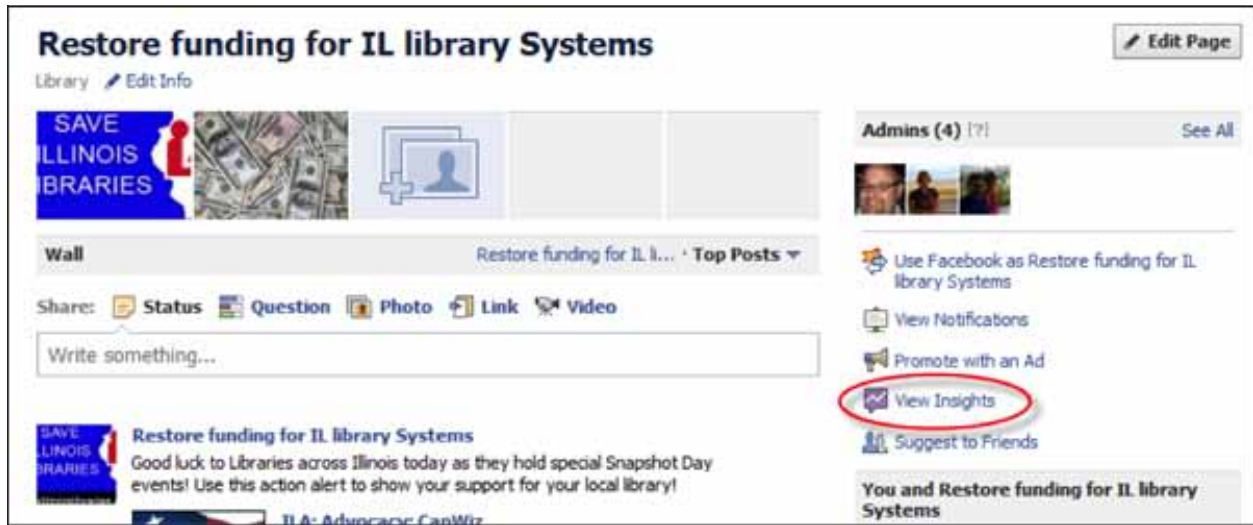 Restore funding for IL library Systems
Edit Page
Library Edit Info
SAVE
ILLINOIS
IBRARIES
Admins (4) [?] See All
Wall Restore funding for IL li... · Top Posts
Share: Status Question Photo Link Video
Write something...
Use Facebook as Restore funding for IL
library Systems
View Notifications
Promote with an Ad
View Insights
Suggest to Friends
SAVE
LINOIS
BRARIES
Restore funding for IL library Systems
Good luck to Libraries across Illinois today as they hold special Snapshot Day
events! Use this action alert to show your support for your local library!
ILA: Advocacy: CapWiz
You and Restore funding for IL library
Systems